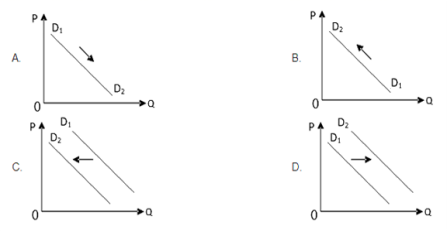 A.
P
D₁
D₂
0
Q
B.
P
D₂
D₁
0
Q
C.
P
D₁
D₂
0
Q
D.
P
D₂
D₁
0
Q